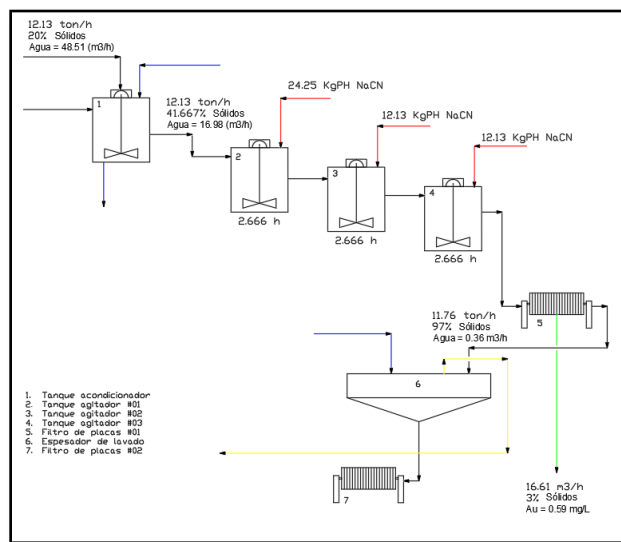 12.13 ton/h
20% Sólidos
Agua = 48.51 (m3/h)
1
12.13 ton/h
41.667% Sólidos
Agua = 16.98 (m3/h)
24.25 KgPH NaCN
12.13 KgPH NaCN
12.13 KgPH NaCN
2
3
4
2.666 h
2.666 h
2.666 h
5
11.76 ton/h
97% Sólidos
Agua = 0.36 m3/h
6
1. Tanque acondicionador
2. Tanque agitador #01
3. Tanque agitador #02
4. Tanque agitador #03
5. Filtro de placas #01
6. Espesador de lavado
7. Filtro de placas #02
7
16.61 m3/h
3% Sólidos
Au = 0.59 mg/L